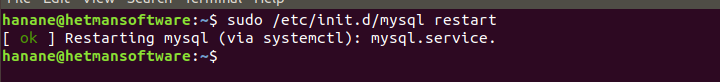 hanane@hetmansoftware:~$ sudo /etc/init.d/mysql restart
[ ok ] Restarting mysql (via systemctl): mysql.service.
hanane@hetmansoftware:~$